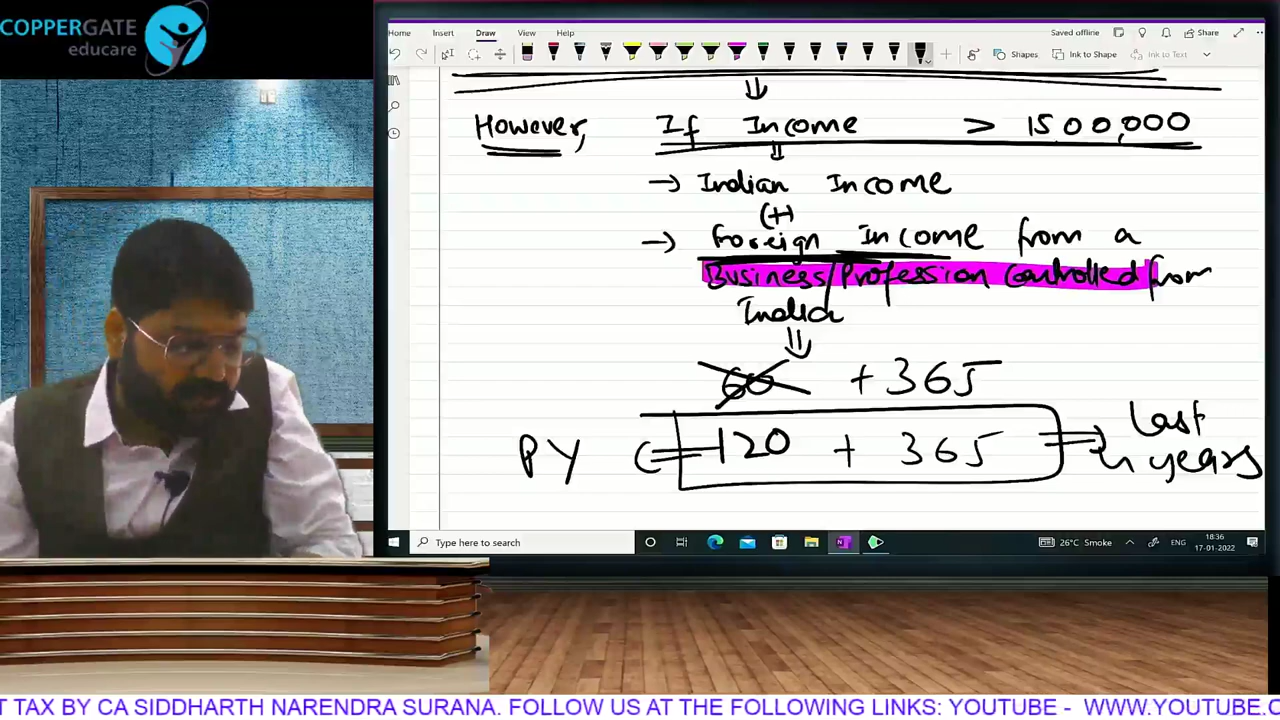 COPPERGATE
educare
Home Insert Draw View Help
Saved offline
Share
Shapes
Ink to Shape
Ink to Text
However, If Income > 1500,000
→ Indian Income
(+)
→ Foreign Income from a
Business/Profession controlled from
India
60 + 365
PY 120 + 365 last
4 years
Type here to search
26°C Smoke
ENG
18:36
17-01-2022
T TAX BY CA SIDDHARTH NARENDRA SURANA. FOLLOW US AT THE FOLLOWING LINKS: YOUTUBE - WWW.YOUTUBE.C